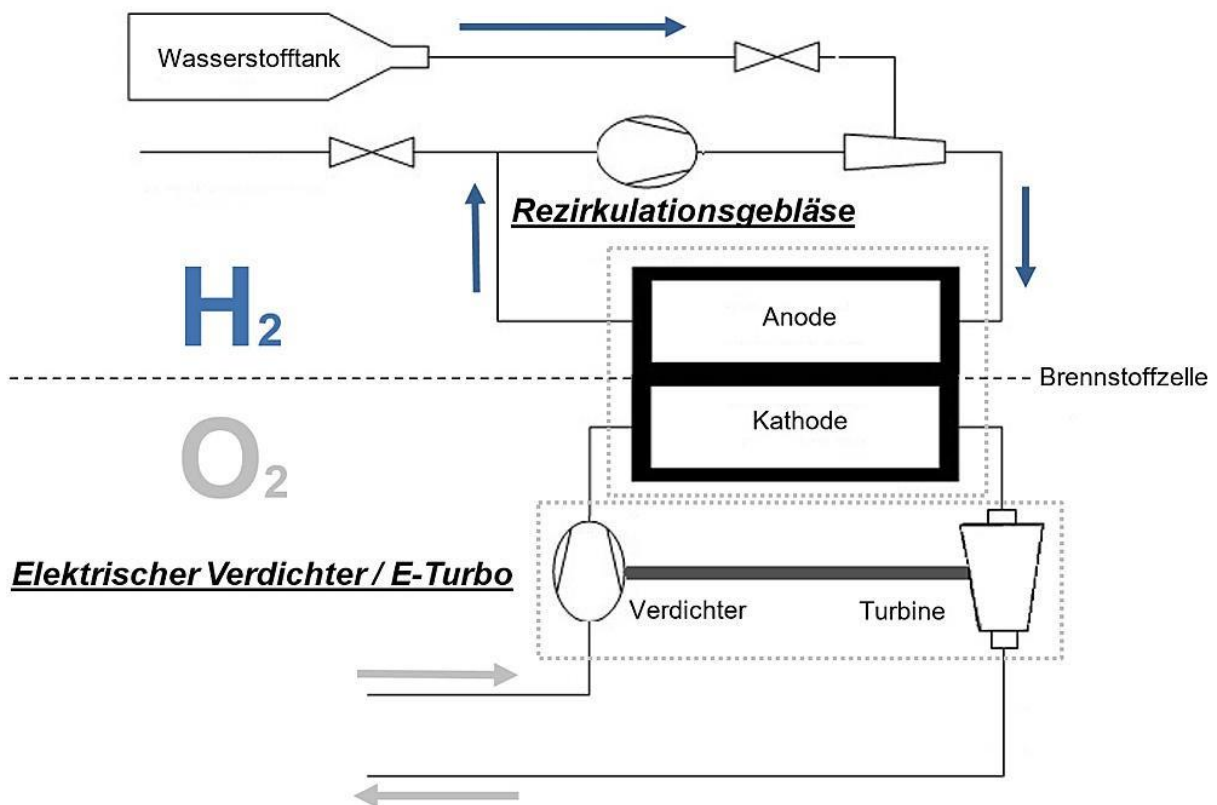 Wasserstofftank
Rezirkulationsgebläse
H2
Anode
Brennstoffzelle
Kathode
O2
Elektrischer Verdichter / E-Turbo
Verdichter
Turbine